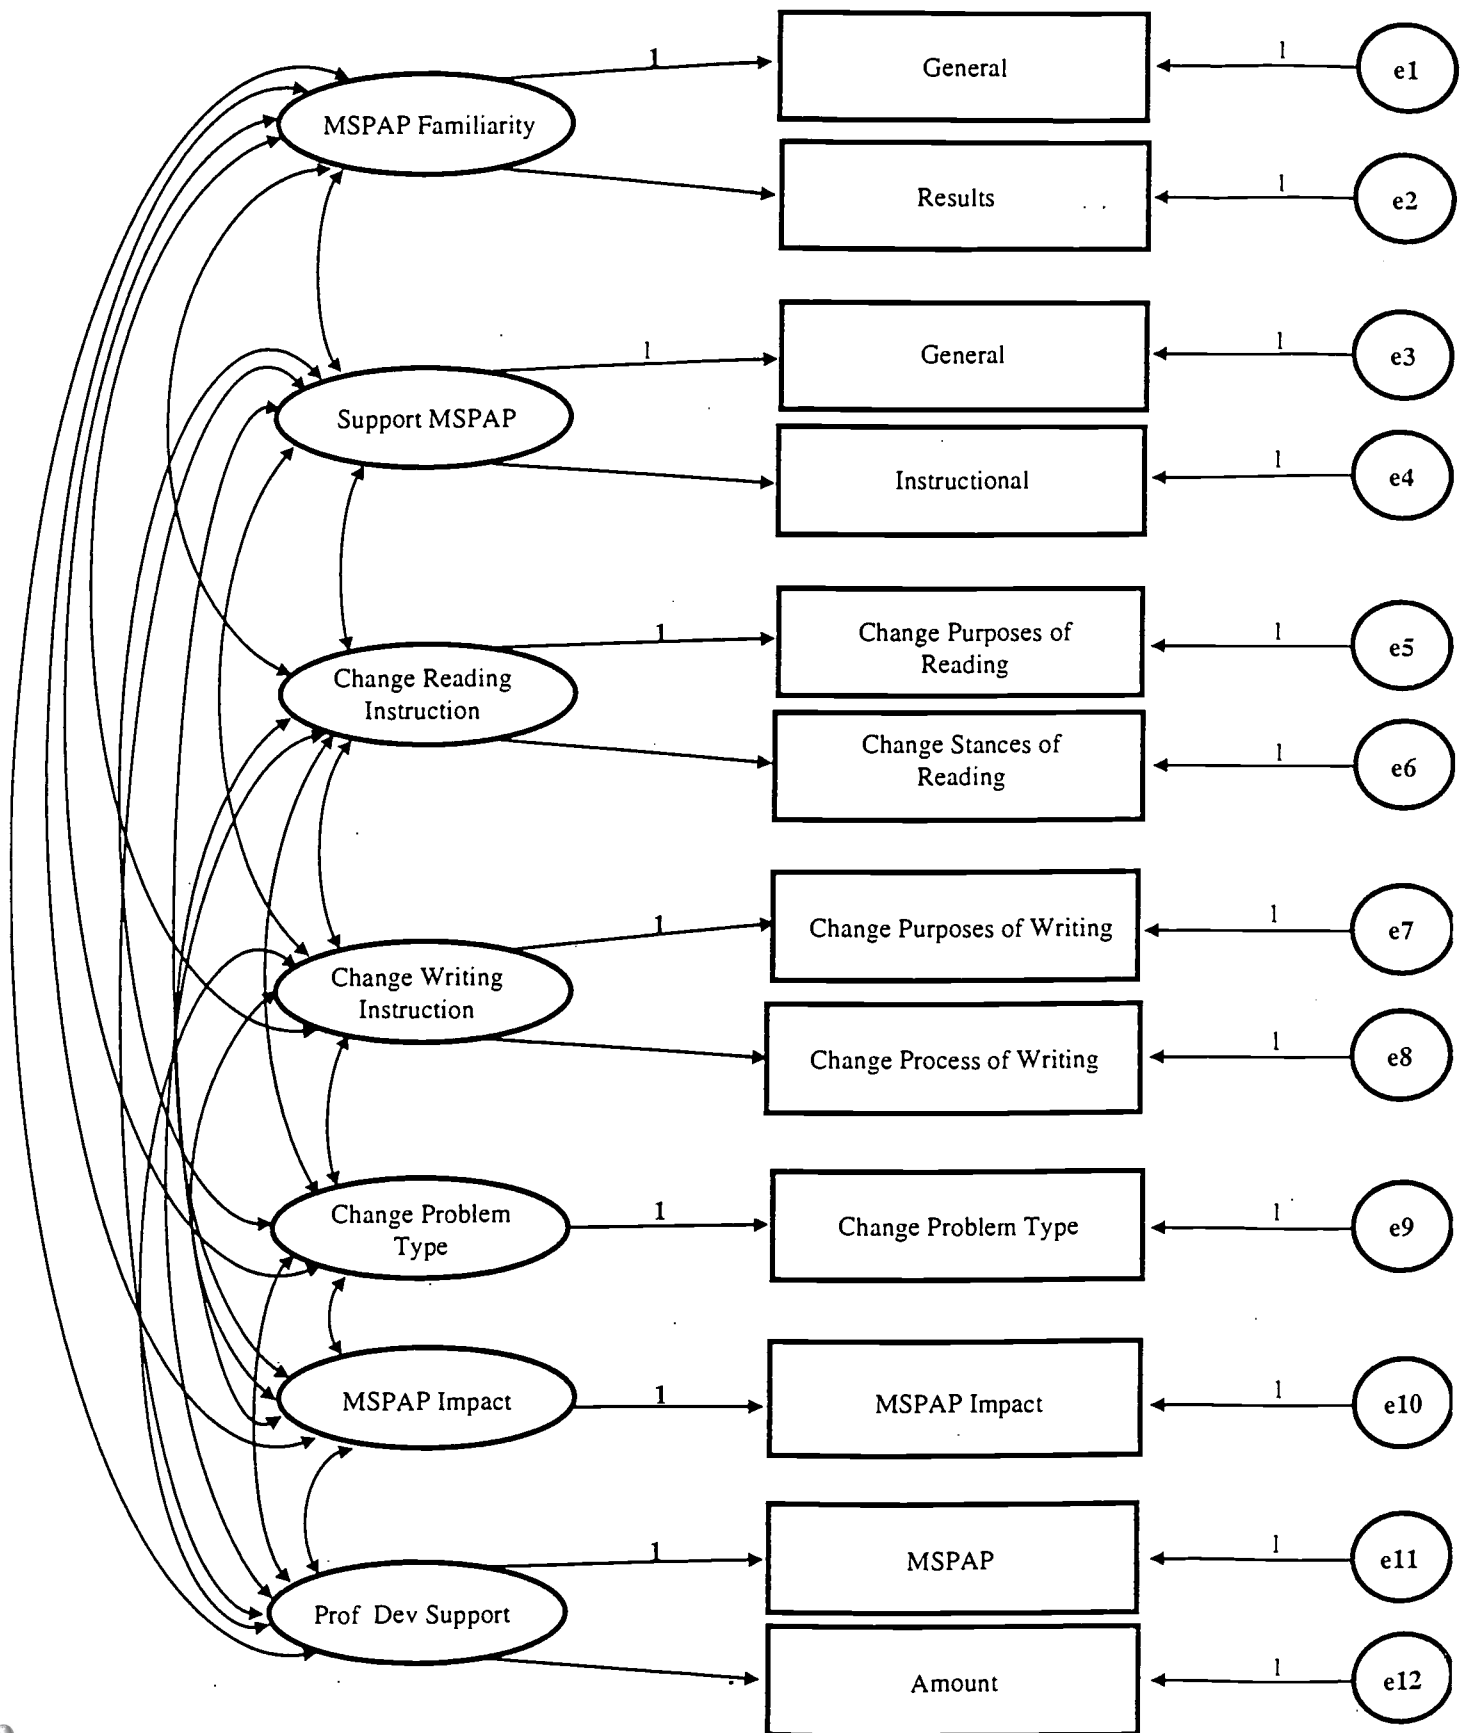 1
General
1
e1
MSPAP Familiarity
Results
1
e2
1
General
1
e3
Support MSPAP
Instructional
1
e4
1
Change Purposes of
Reading
1
e5
Change Reading
Instruction
Change Stances of
Reading
1
e6
1
Change Purposes of Writing
1
e7
Change Writing
Instruction
Change Process of Writing
1
e8
Change Problem
Type
1
Change Problem Type
1
e9
MSPAP Impact
1
MSPAP Impact
1
e10
1
MSPAP
1
e11
Prof Dev Support
Amount
1
e12